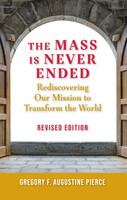 THE MASS
IS NEVER
ENDED
Rediscovering
Our Mission to
Transform the World
REVISED EDITION
GREGORY F. AUGUSTINE PIERCE